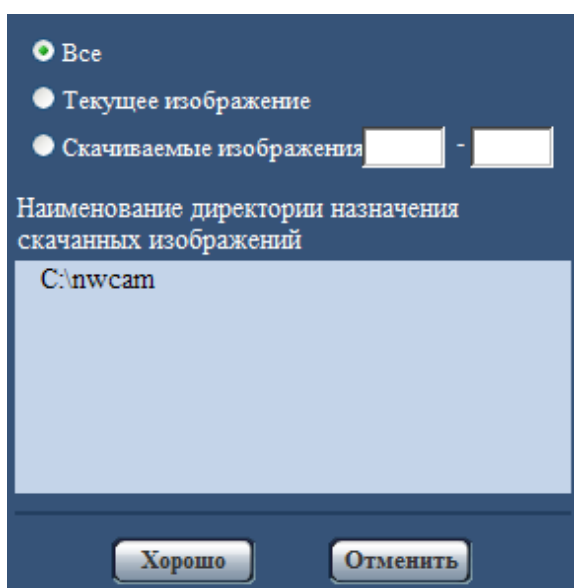 Все
Текущее изображение
Скачиваемые изображения -
Наименование директории назначения
скачанных изображений
C:\nwcam
Хорошо Отменить